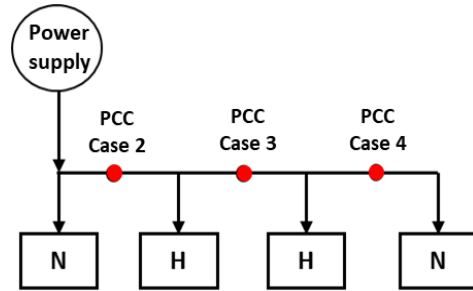 Power
supply
PCC
Case 2
PCC
Case 3
PCC
Case 4
N
H
H
N